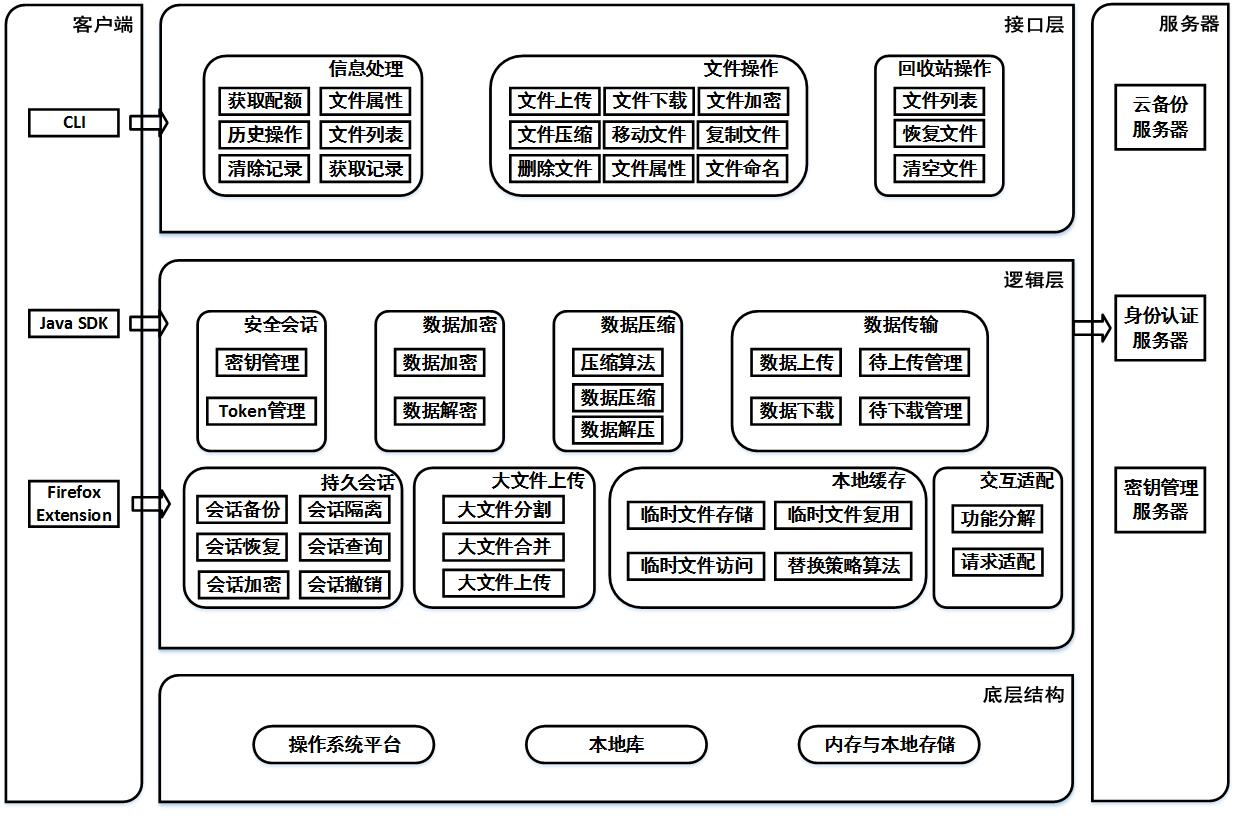 客户端
CLI
Java SDK
Firefox
Extension
接口层
信息处理
获取配额
文件属性
历史操作
文件列表
清除记录
获取记录
文件操作
文件上传
文件下载
文件加密
文件压缩
移动文件
复制文件
删除文件
文件属性
文件命名
回收站操作
文件列表
恢复文件
清空文件
逻辑层
安全会话
密钥管理
Token管理
数据加密
数据加密
数据解密
数据压缩
压缩算法
数据压缩
数据解压
数据传输
数据上传
待上传管理
数据下载
待下载管理
持久会话
会话备份
会话隔离
会话恢复
会话查询
会话加密
会话撤销
大文件上传
大文件分割
大文件合并
大文件上传
本地缓存
临时文件存储
临时文件复用
临时文件访问
替换策略算法
交互适配
功能分解
请求适配
底层结构
操作系统平台
本地库
内存与本地存储
服务器
云备份
服务器
身份认证
服务器
密钥管理
服务器